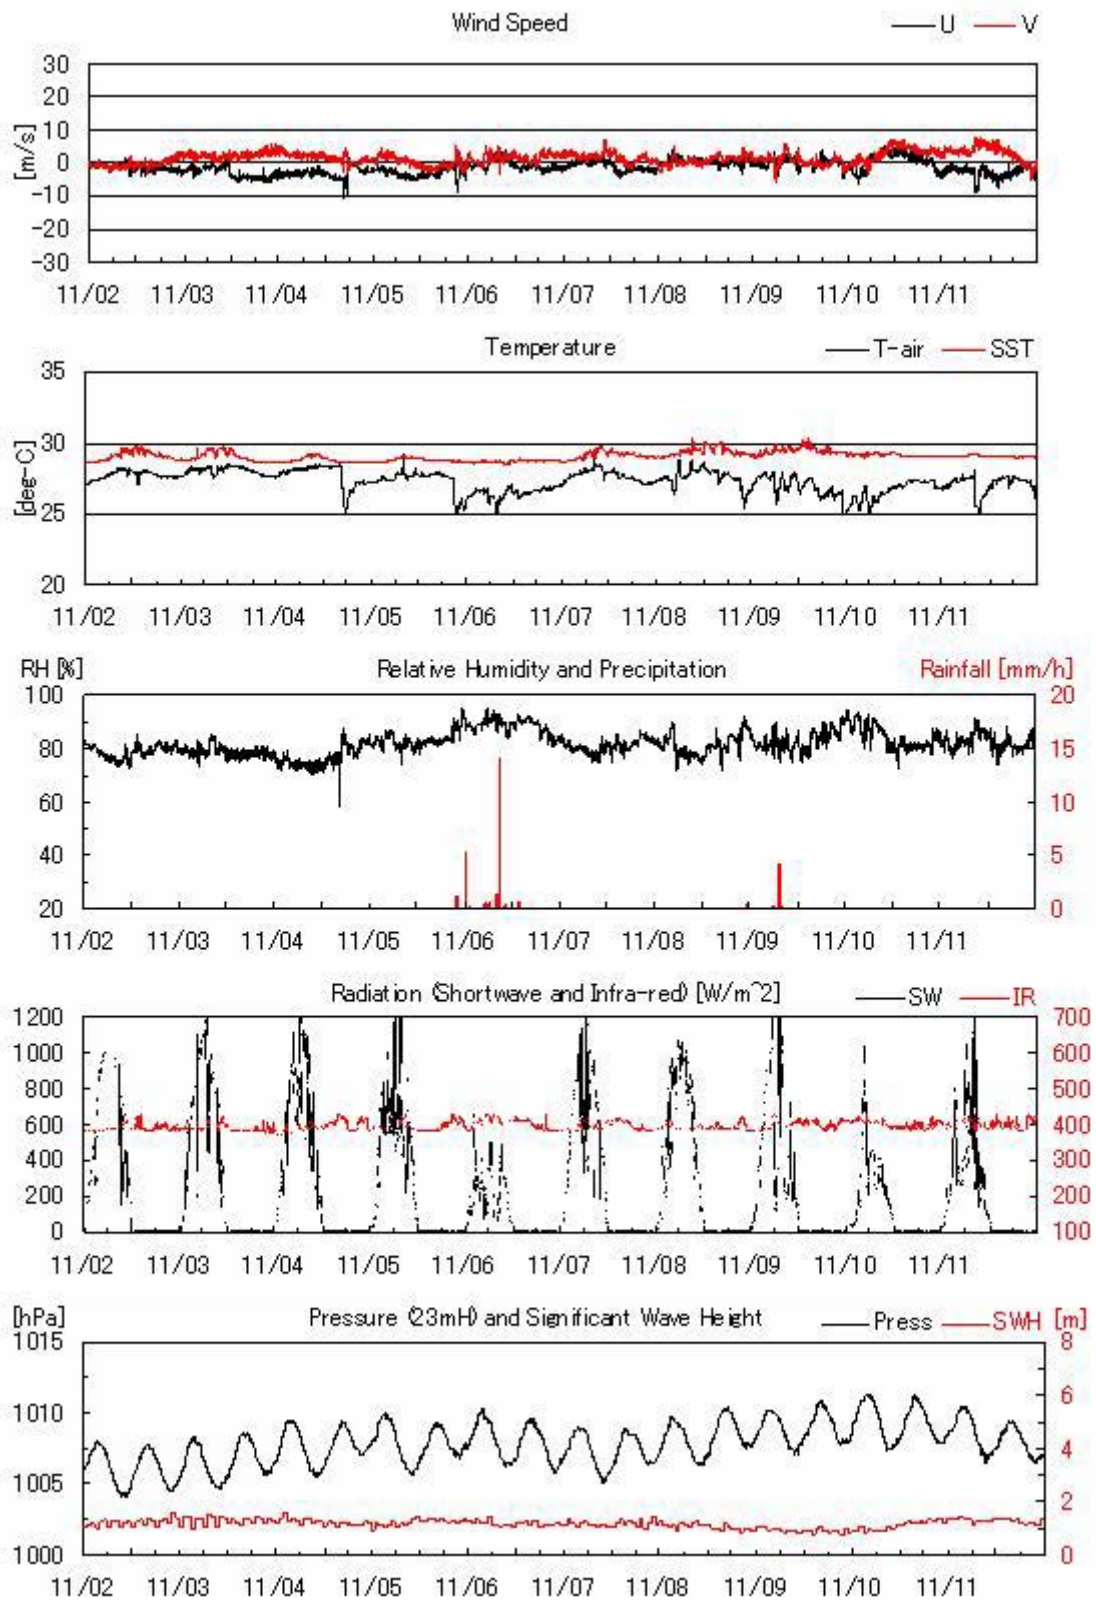 Wind Speed U V
[m/s]
30
20
10
0
-10
-20
-30
11/02 11/03 11/04 11/05 11/06 11/07 11/08 11/09 11/10 11/11
Temperature T-air SST
[deg-C]
35
30
25
20
11/02 11/03 11/04 11/05 11/06 11/07 11/08 11/09 11/10 11/11
RH [%] Relative Humidity and Precipitation Rainfall [mm/h]
100 20
80 15
60 10
40 5
20 0
11/02 11/03 11/04 11/05 11/06 11/07 11/08 11/09 11/10 11/11
Radiation (Shortwave and Infra-red) [W/m^2] SW IR
1200 700
1000 600
800 500
600 400
400 300
200 200
0 100
11/02 11/03 11/04 11/05 11/06 11/07 11/08 11/09 11/10 11/11
[hPa] Pressure (23mH) and Significant Wave Height Press SWH [m]
1015 8
1010 6
4
1005 2
1000 0
11/02 11/03 11/04 11/05 11/06 11/07 11/08 11/09 11/10 11/11